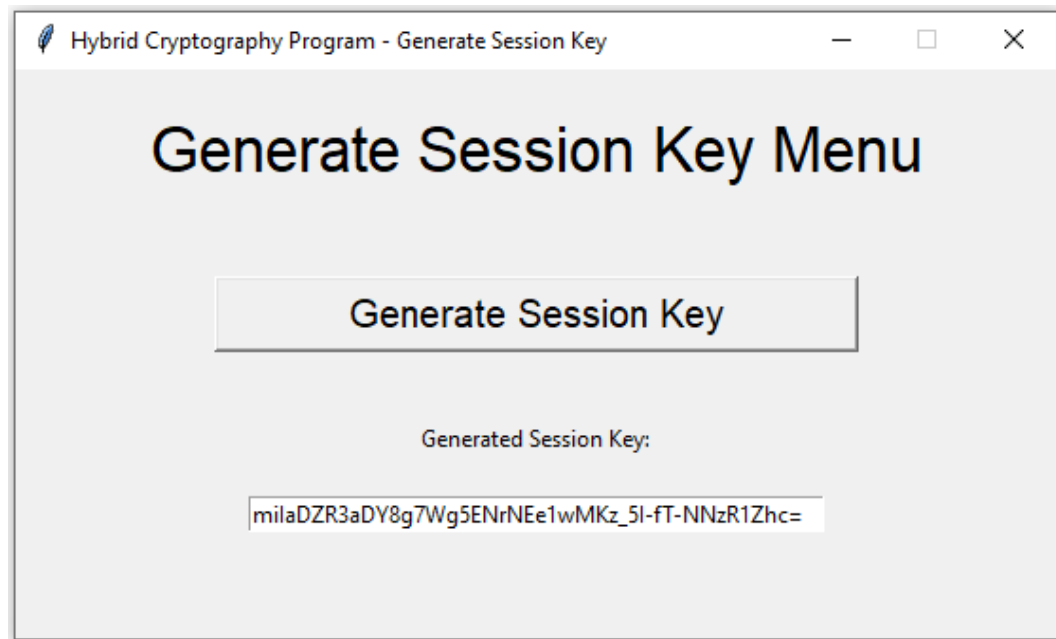 Hybrid Cryptography Program - Generate Session Key
Generate Session Key Menu
Generate Session Key
Generated Session Key:
milaDZR3aDY8g7Wg5ENrNEe1wMKz_5l-fT-NNzR1Zhc=